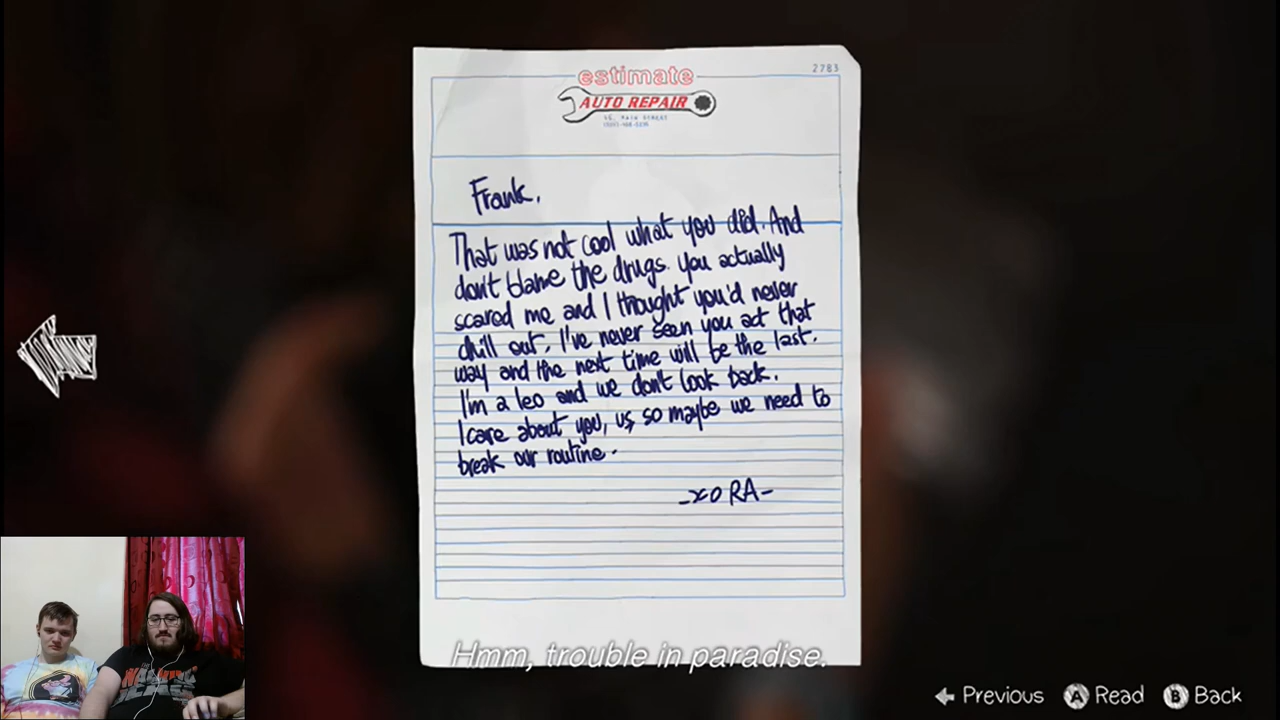 2783
estimate
AUTO REPAIR
Frank,
That was not cool what you did. And
don't blame the drugs. You actually
scared me and I thought you'd never
chill out. I've never seen you act that
way and the next time will be the last.
I'm a leo and we don't look back.
I care about you, us, so maybe we need to
break our routine.
-xo RA-
Hmm, trouble in paradise.
Previous A Read B Back